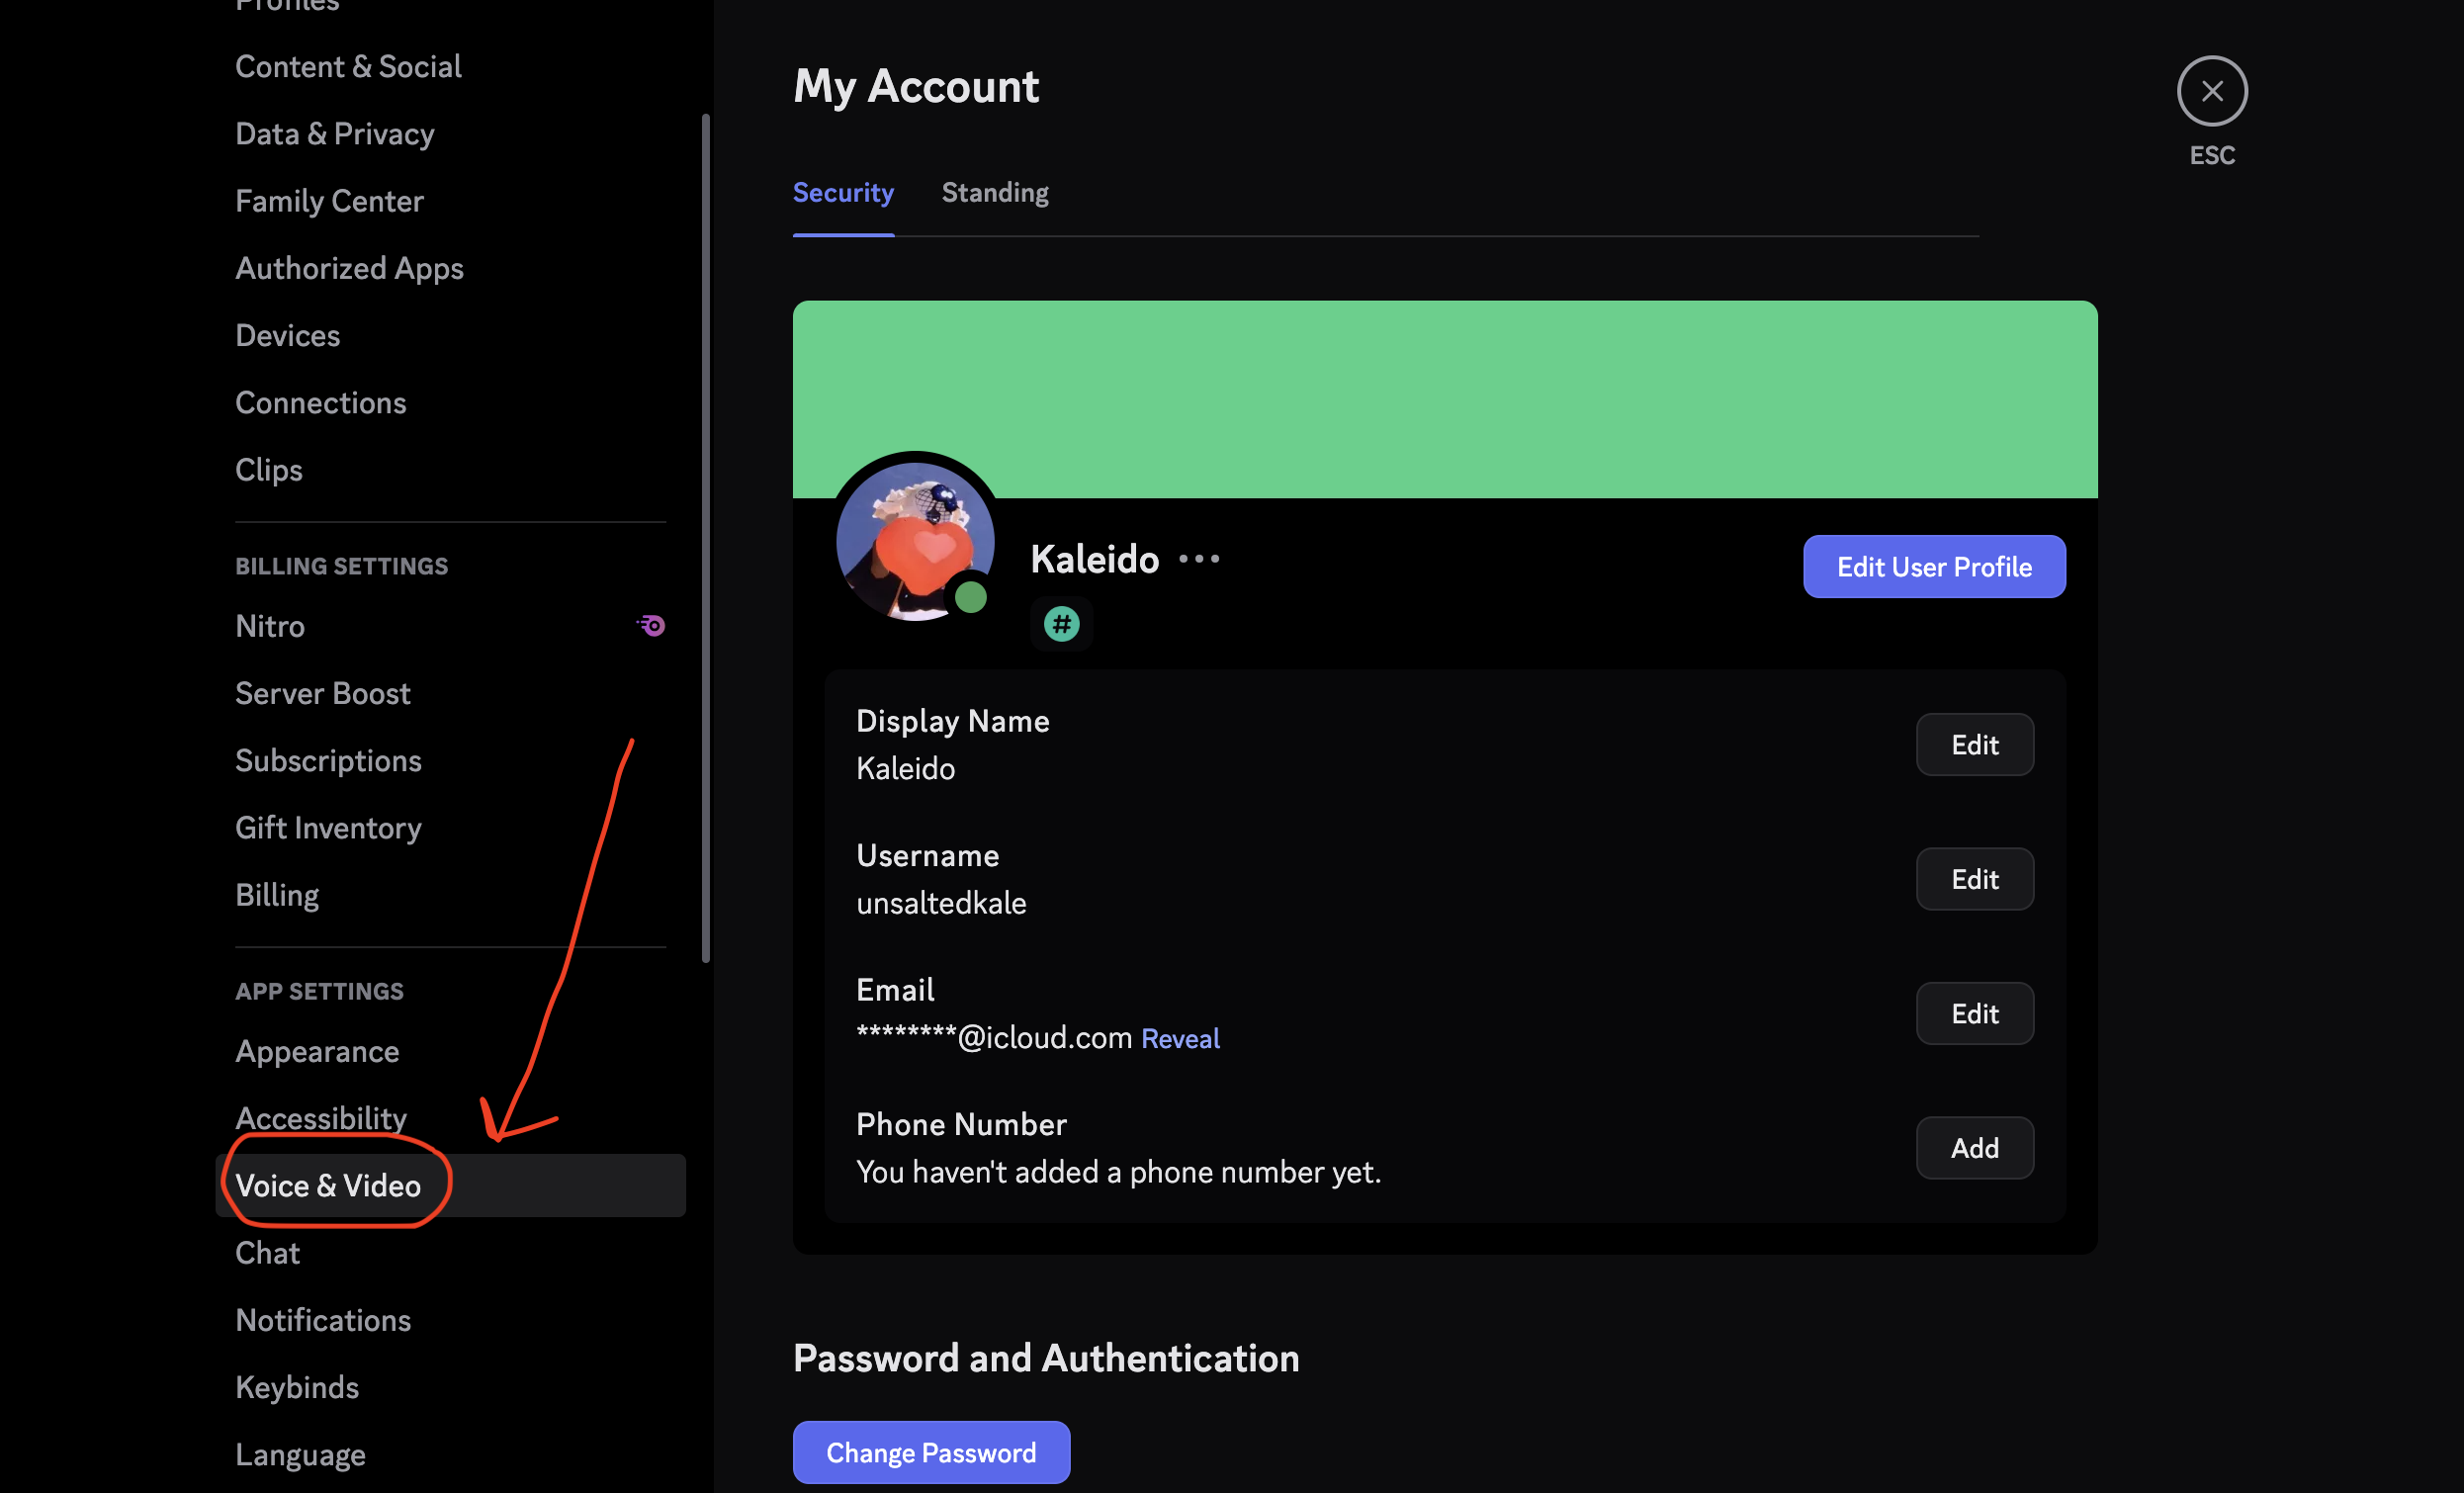 Profiles
Content & Social
Data & Privacy
Family Center
Authorized Apps
Devices
Connections
Clips
BILLING SETTINGS
Nitro
Server Boost
Subscriptions
Gift Inventory
Billing
APP SETTINGS
Appearance
Accessibility
Voice & Video
Chat
Notifications
Keybinds
Language
My Account
ESC
Security Standing
Kaleido
#
Edit User Profile
Display Name
Kaleido
Edit
Username
unsaltedkale
Edit
Email
********@icloud.com Reveal
Edit
Phone Number
You haven't added a phone number yet.
Add
Password and Authentication
Change Password